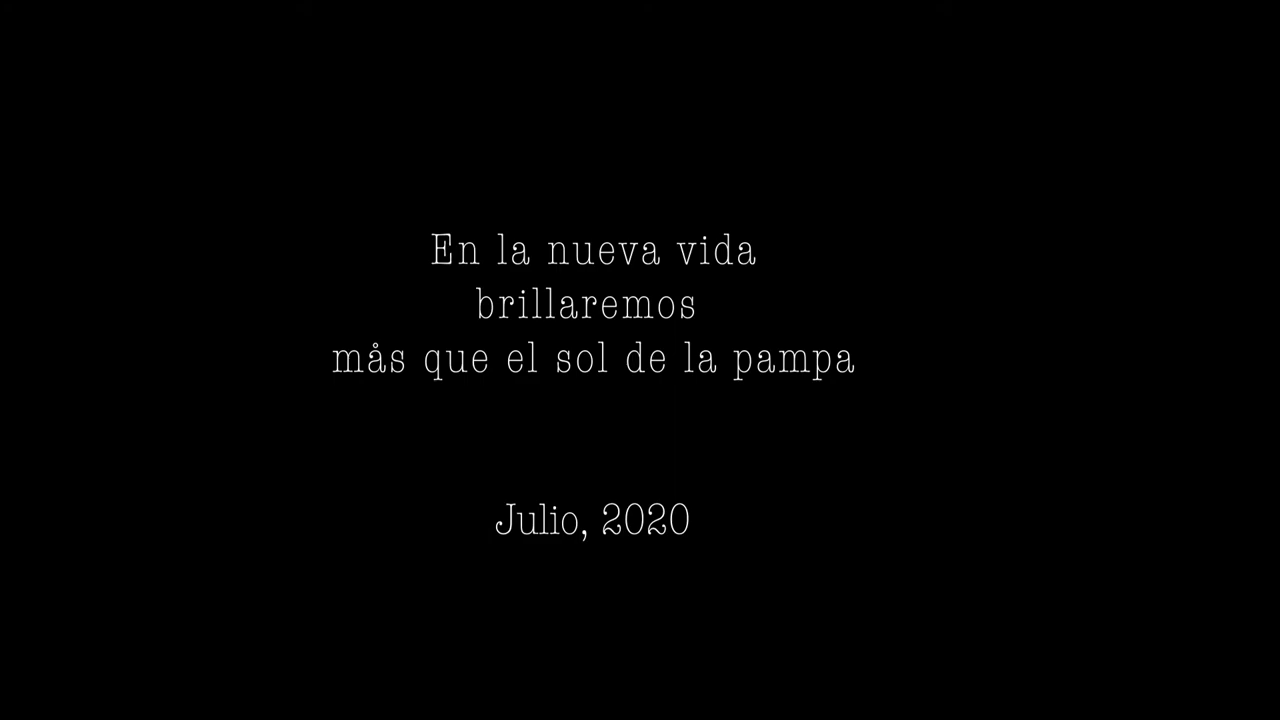 En la nueva vida
brillaremos
mås que el sol de la pampa
Julio, 2020